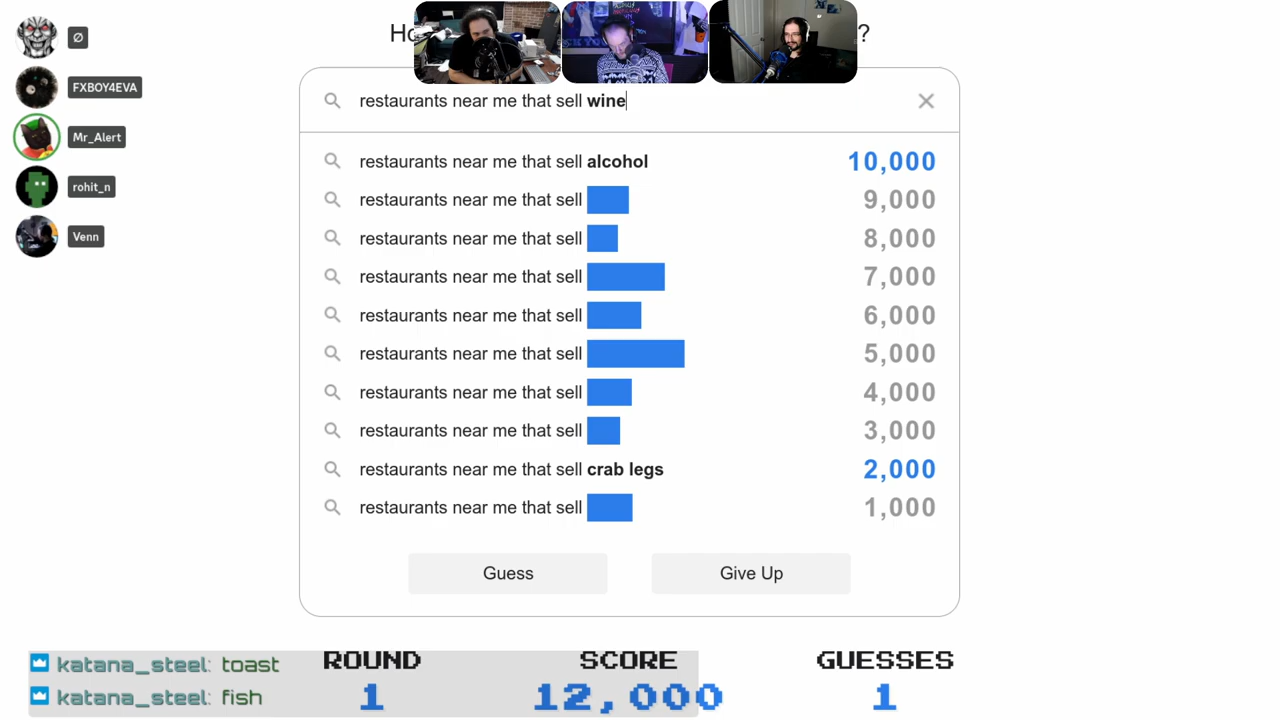 Ho
?
Ø
FXBOY4EVA
Mr_Alert
rohit_n
Venn
restaurants near me that sell wine
restaurants near me that sell alcohol 10,000
restaurants near me that sell 9,000
restaurants near me that sell 8,000
restaurants near me that sell 7,000
restaurants near me that sell 6,000
restaurants near me that sell 5,000
restaurants near me that sell 4,000
restaurants near me that sell 3,000
restaurants near me that sell crab legs 2,000
restaurants near me that sell 1,000
Guess Give Up
katana_steel: toast
katana_steel: fish
ROUND SCORE GUESSES
1 12,000 1